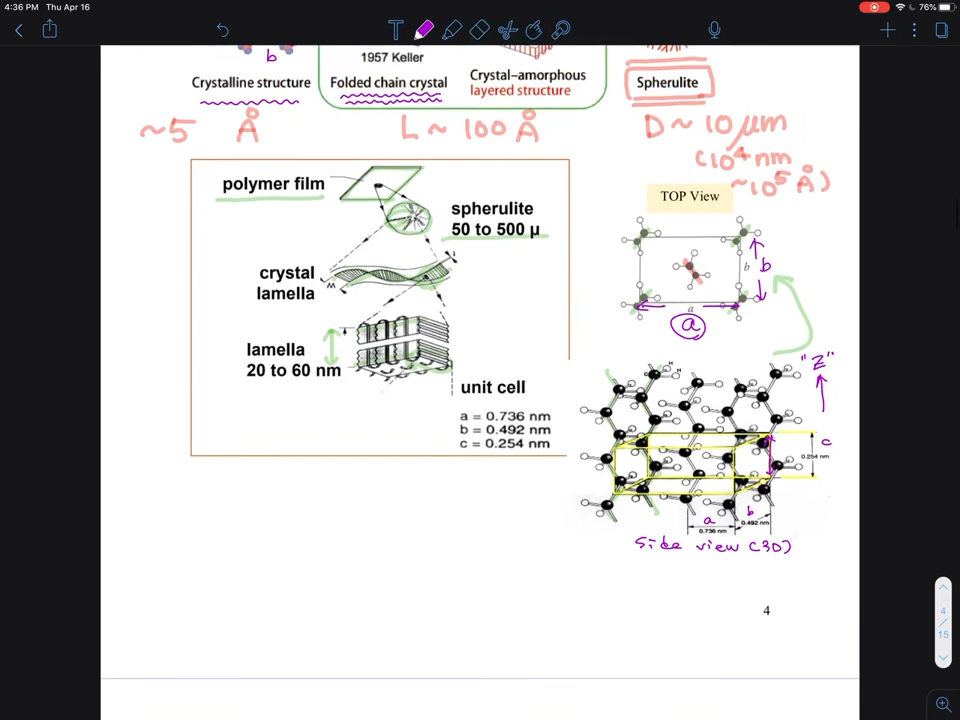 4:36 PM Thu Apr 16
76%
T
b
1957 Keller
Crystalline structure
Folded chain crystal
Crystal–amorphous
layered structure
Spherulite
~5 Å
L ~ 100 Å
D ~ 10 μm
(10⁴ nm
~10⁵ Å)
polymer film
spherulite
50 to 500 μ
crystal
lamella
lamella
20 to 60 nm
unit cell
a = 0.736 nm
b = 0.492 nm
c = 0.254 nm
TOP View
b
b
a
a
"Z"
H
C
H
c
0.254 nm
a
0.736 nm
b
0.492 nm
Side view (3D)
4
4
/
15